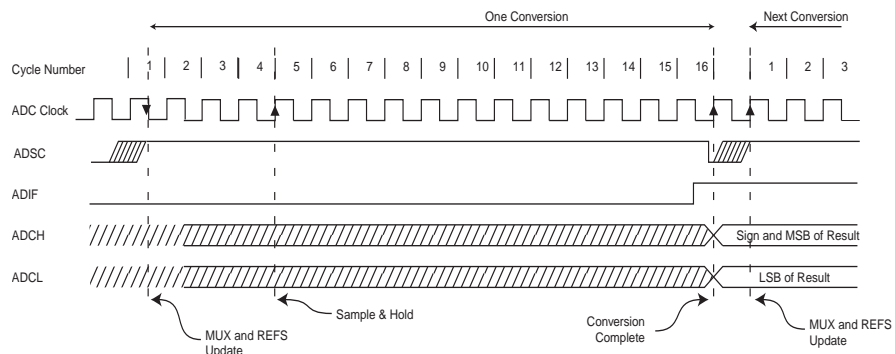 One Conversion
Next Conversion
Cycle Number
1 2 3 4 5 6 7 8 9 10 11 12 13 14 15 16 1 2 3
ADC Clock
ADSC
ADIF
ADCH
Sign and MSB of Result
ADCL
LSB of Result
MUX and REFS
Update
Sample & Hold
Conversion
Complete
MUX and REFS
Update